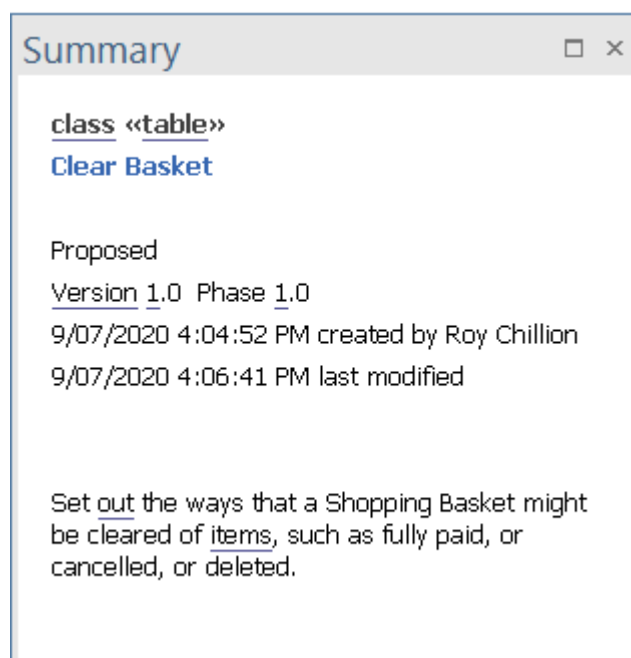 Summary
class «table»
Clear Basket
Proposed
Version 1.0 Phase 1.0
9/07/2020 4:04:52 PM created by Roy Chillion
9/07/2020 4:06:41 PM last modified
Set out the ways that a Shopping Basket might
be cleared of items, such as fully paid, or
cancelled, or deleted.